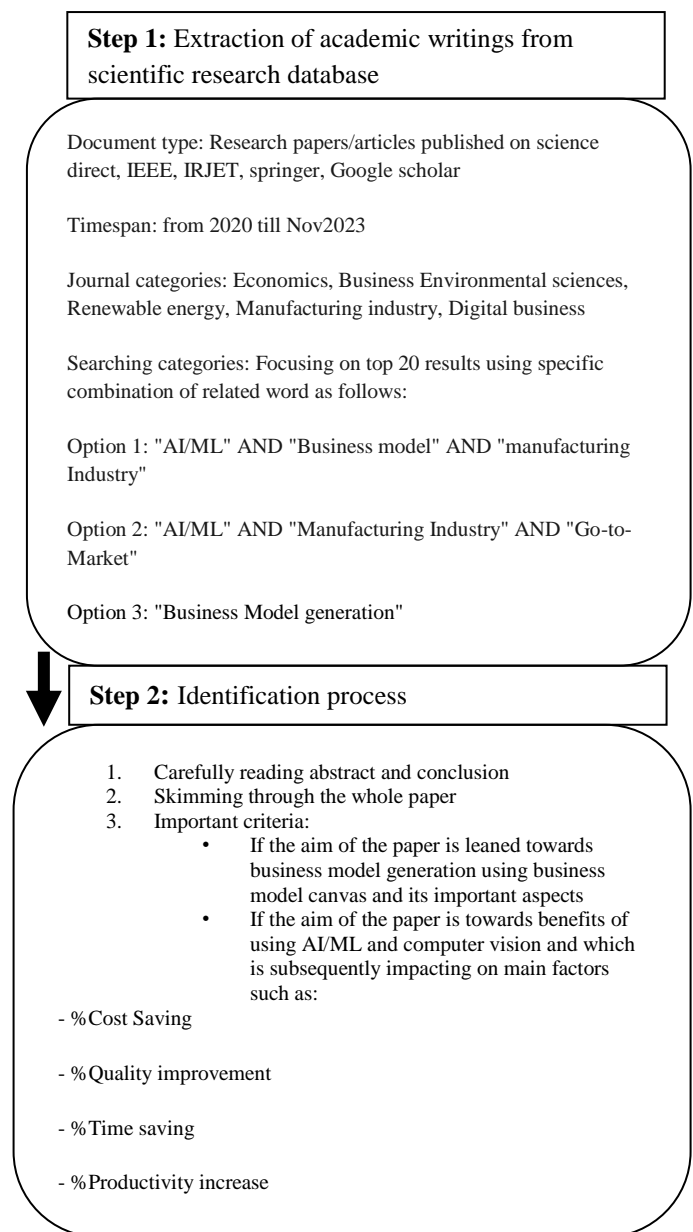 Step 1: Extraction of academic writings from
scientific research database
Document type: Research papers/articles published on science
direct, IEEE, IRJET, springer, Google scholar
Timespan: from 2020 till Nov2023
Journal categories: Economics, Business Environmental sciences,
Renewable energy, Manufacturing industry, Digital business
Searching categories: Focusing on top 20 results using specific
combination of related word as follows:
Option 1: "AI/ML" AND "Business model" AND "manufacturing
Industry"
Option 2: "AI/ML" AND "Manufacturing Industry" AND "Go-to-
Market"
Option 3: "Business Model generation"
Step 2: Identification process
1. Carefully reading abstract and conclusion
2. Skimming through the whole paper
3. Important criteria:
• If the aim of the paper is leaned towards
business model generation using business
model canvas and its important aspects
• If the aim of the paper is towards benefits of
using AI/ML and computer vision and which
is subsequently impacting on main factors
such as:
- %Cost Saving
- %Quality improvement
- %Time saving
- %Productivity increase